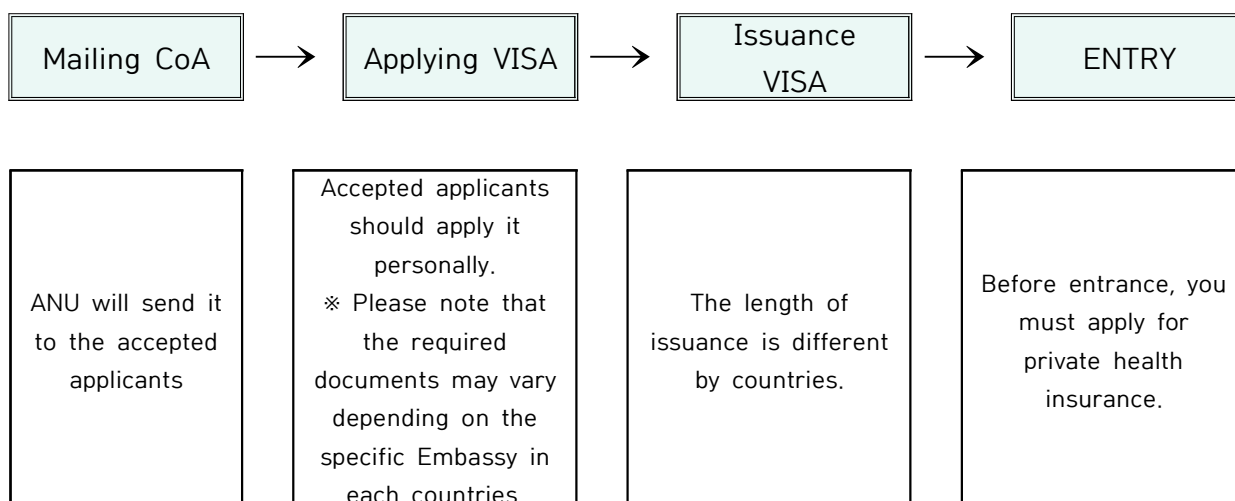 Mailing CoA
→
Applying VISA
→
Issuance
VISA
→
ENTRY
ANU will send it
to the accepted
applicants
Accepted applicants
should apply it
personally.
※ Please note that
the required
documents may vary
depending on the
specific Embassy in
each countries
The length of
issuance is different
by countries.
Before entrance, you
must apply for
private health
insurance.